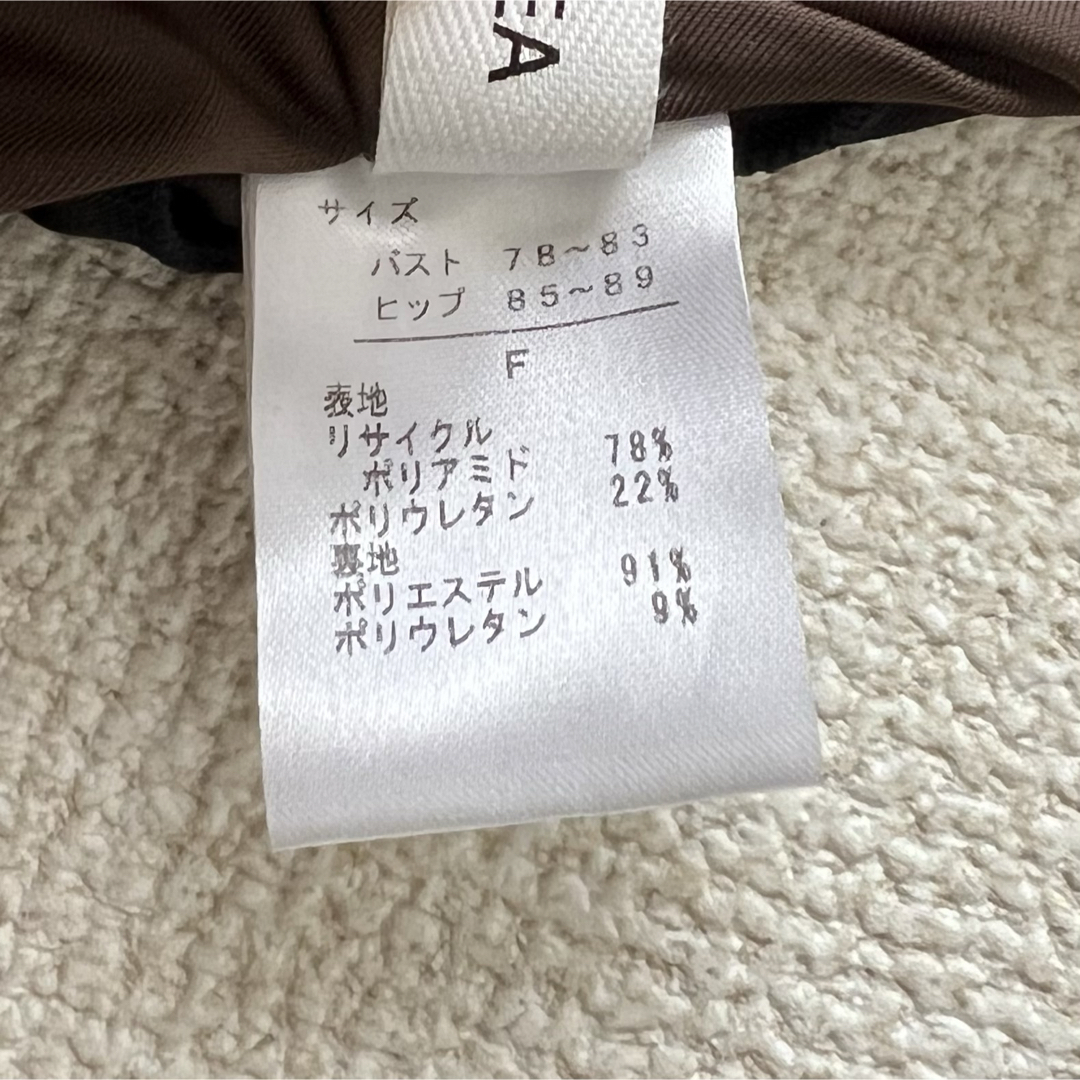 EA
サイズ
バスト 78~83
ヒップ 85~89
F
表地
リサイクル
ポリアミド 78%
ポリウレタン 22%
裏地
ポリエステル 91%
ポリウレタン 9%